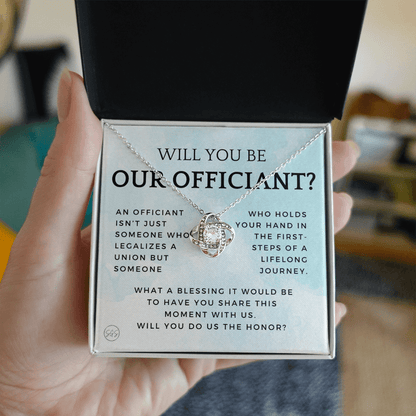 WILL YOU BE
OUR OFFICIANT?
AN OFFICIANT
ISN'T JUST
SOMEONE WHO
LEGALIZES A
UNION BUT
SOMEONE
WHO HOLDS
YOUR HAND IN
THE FIRST-
STEPS OF A
LIFELONG
JOURNEY.
WHAT A BLESSING IT WOULD BE
TO HAVE YOU SHARE THIS
MOMENT WITH US.
WILL YOU DO US THE HONOR?